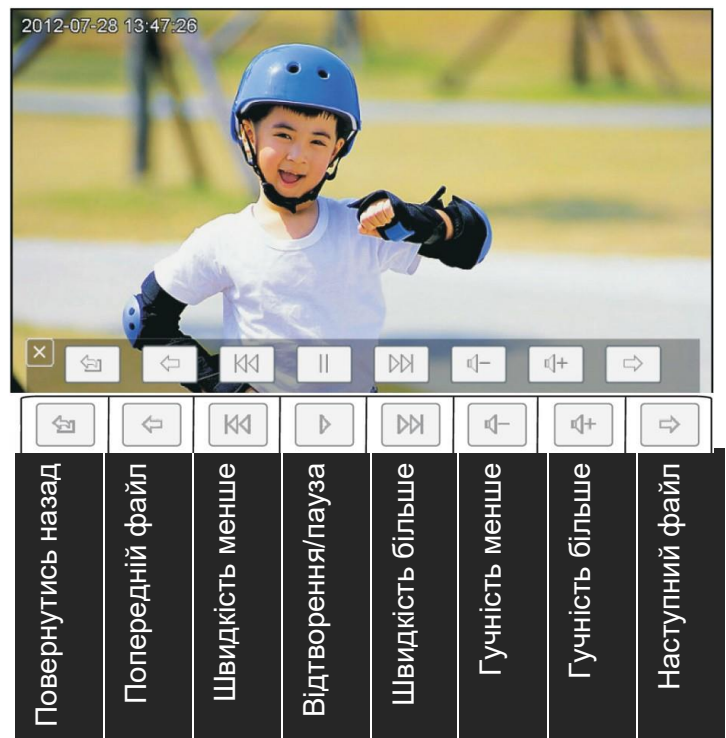 2012-07-28 13:47:26
Повернутись назад
Попередній файл
Швидкість менше
Відтворення/пауза
Швидкість більше
Гучність менше
Гучність більше
Наступний файл